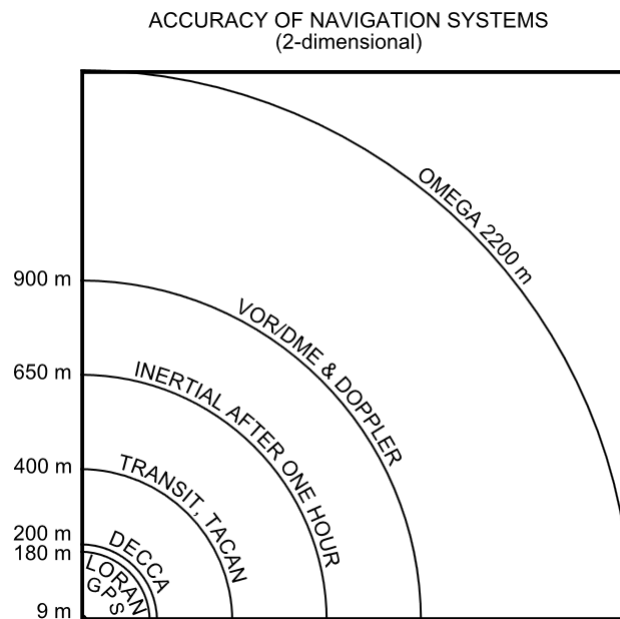 ACCURACY OF NAVIGATION SYSTEMS
(2-dimensional)
OMEGA 2200 m
900 m
VOR/DME & DOPPLER
650 m
INERTIAL AFTER ONE HOUR
400 m
TRANSIT, TACAN
200 m
DECCA
180 m
LORAN
GPS
9 m